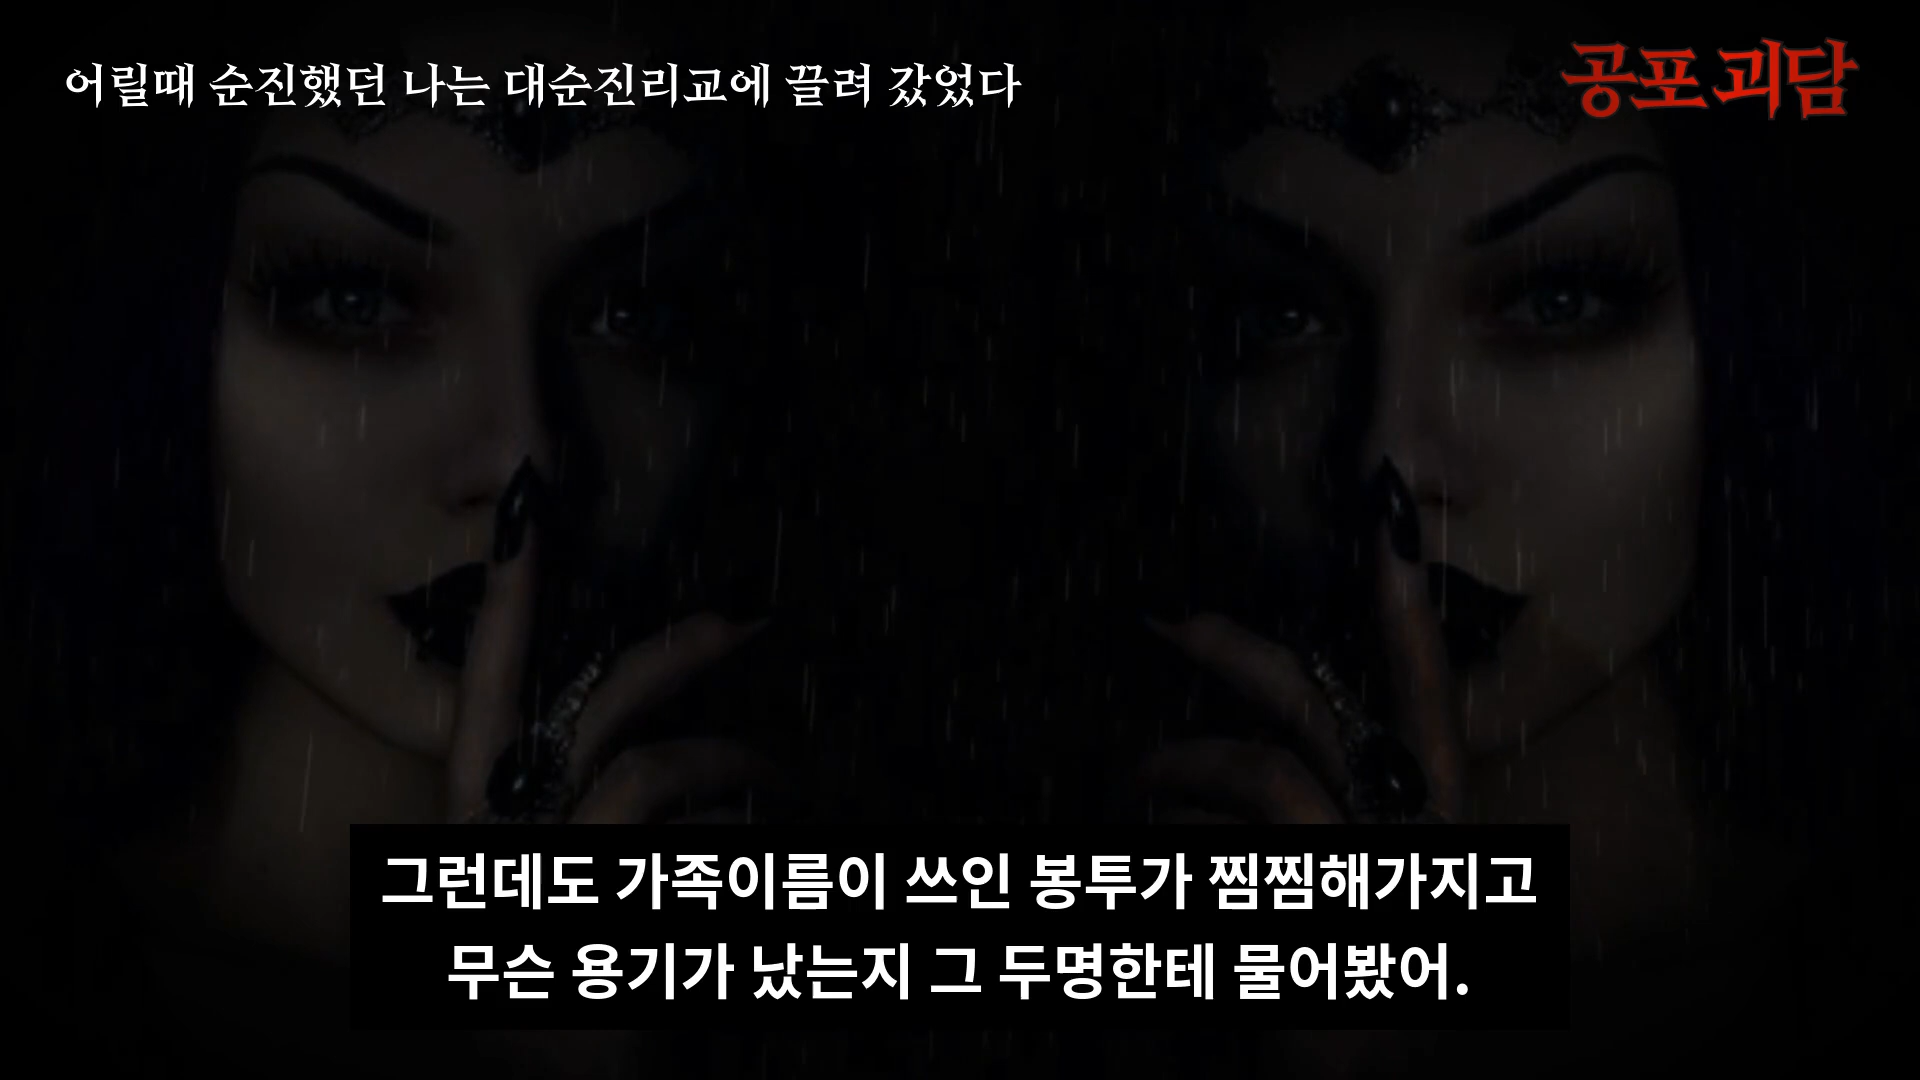 어릴때 순진했던 나는 대순진리교에 끌려 갔었다
공포 괴담
그런데도 가족이름이 쓰인 봉투가 찜찜해가지고
무슨 용기가 났는지 그 두명한테 물어봤어.